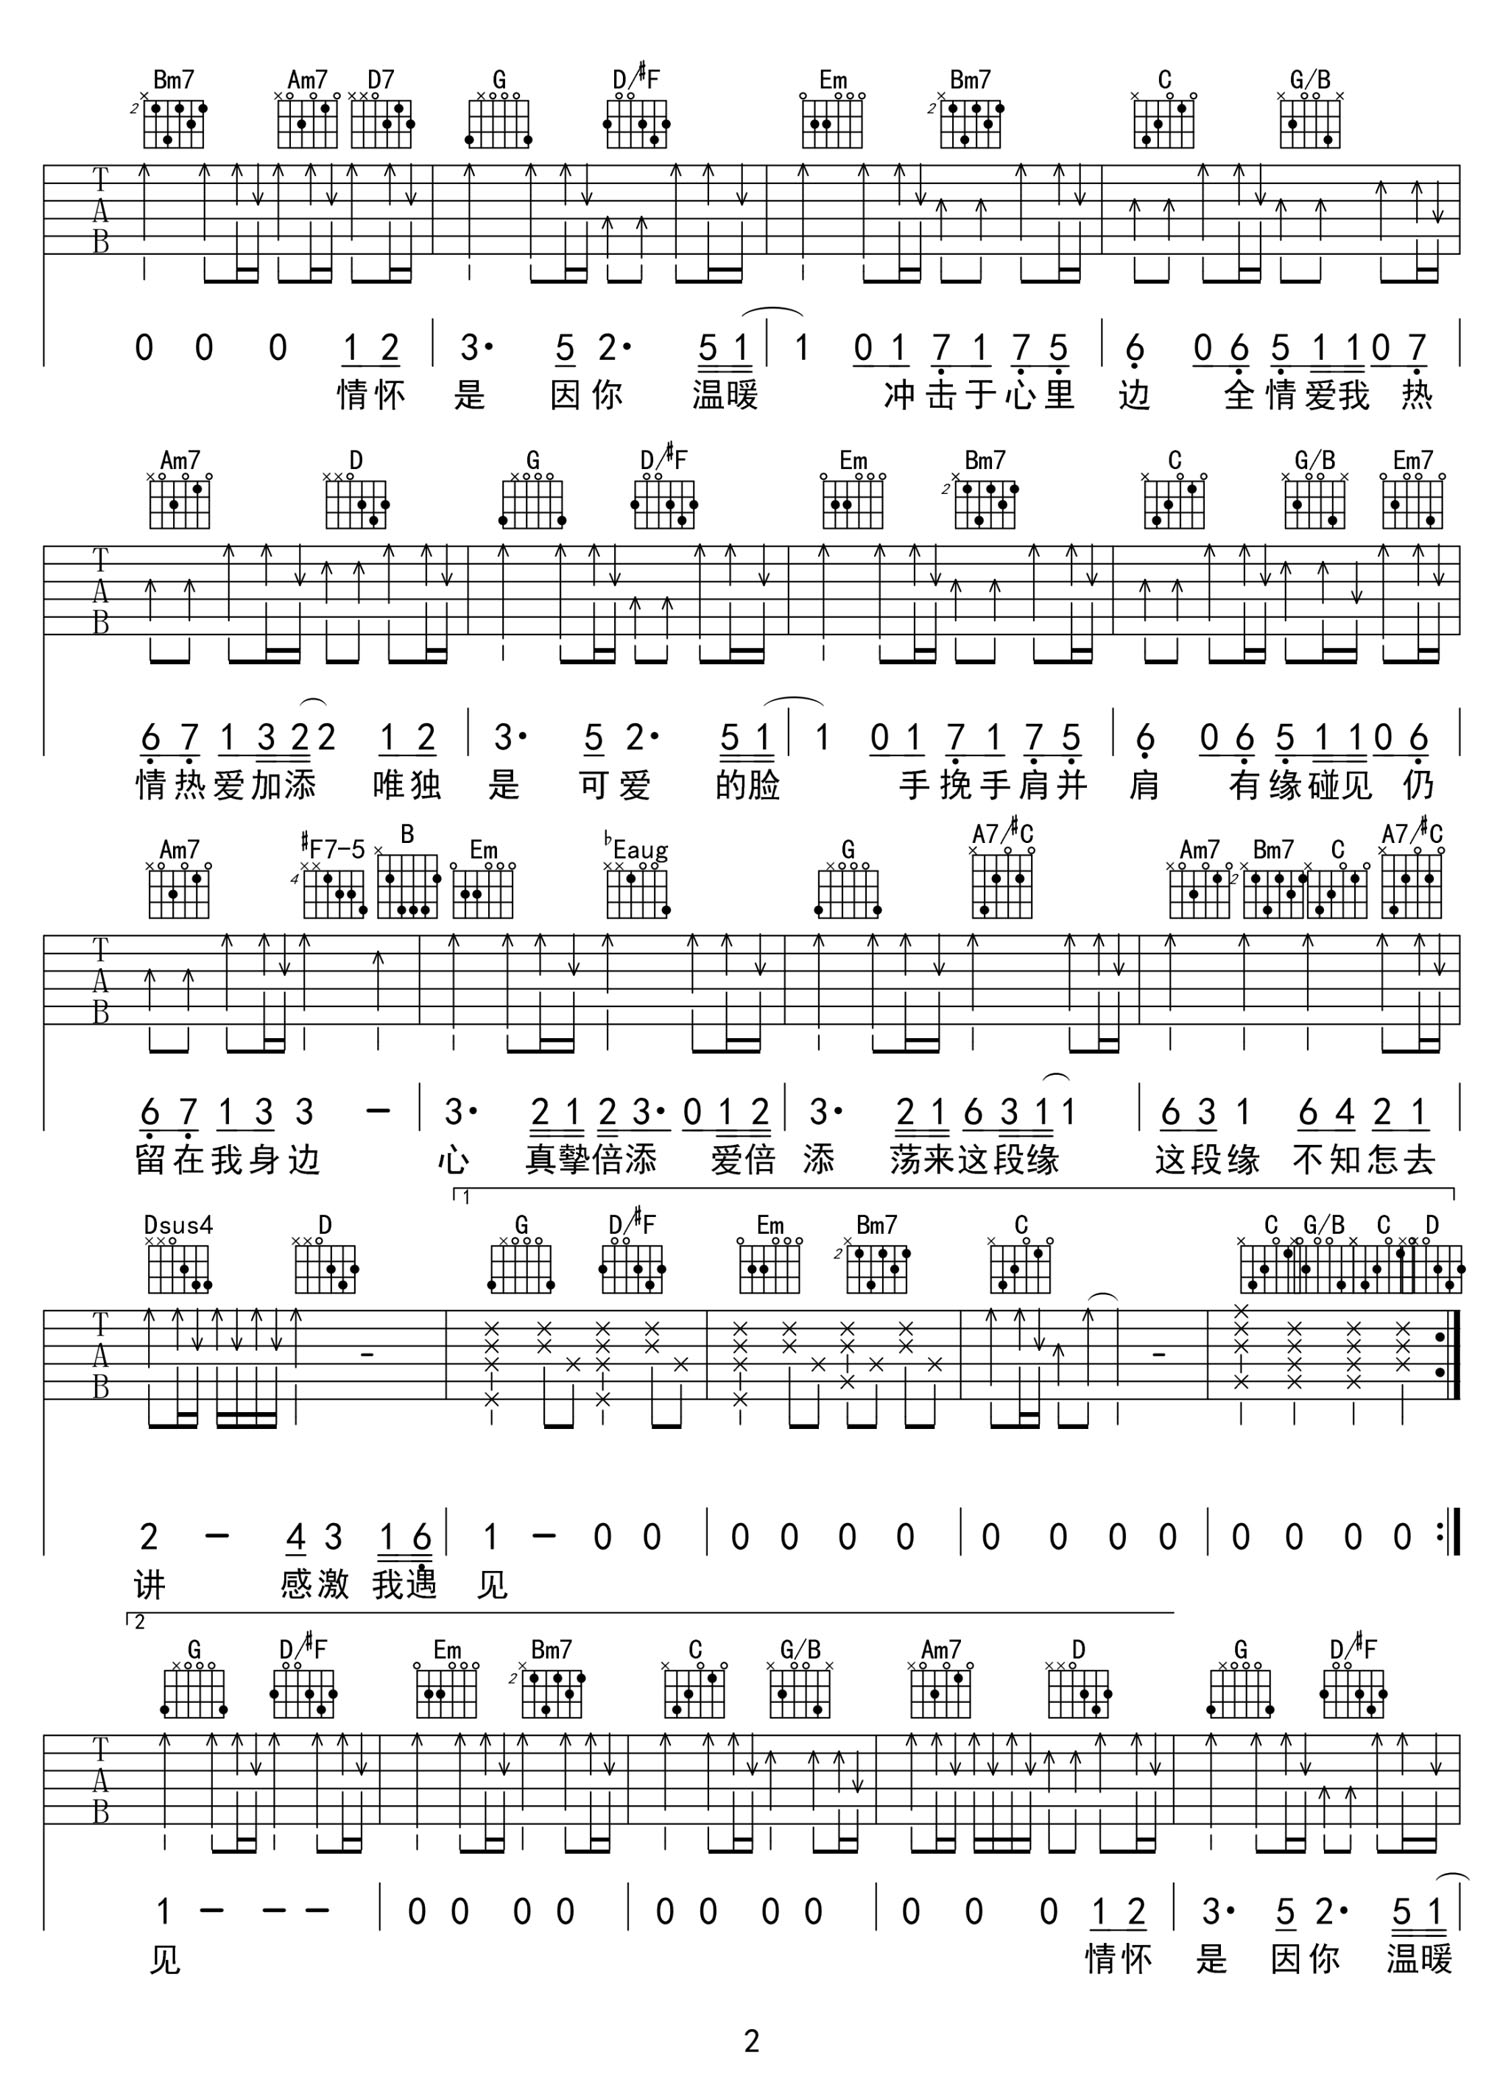 Bm7 Am7 D7 G D/#F Em Bm7 C G/B
2 2
T
A
B
0 0 0 1 2 | 3· 5 2· 5 1 | 1 0 1 7 1 7 5 | 6 0 6 5 1 1 0 7 |
情怀 是 因你 温暖 冲击于心里 边 全情爱我 热
Am7 D G D/#F Em Bm7 C G/B Em7
2
T
A
B
6 7 1 3 2 2 1 2 | 3· 5 2· 5 1 | 1 0 1 7 1 7 5 | 6 0 6 5 1 1 0 6 |
情热爱加添 唯独 是 可爱 的脸 手挽手肩并 肩 有缘碰见 仍
Am7 #F7-5 B Em bEaug G A7/#C Am7 Bm7 C A7/#C
4 2
T
A
B
6 7 1 3 3 - | 3· 2 1 2 3· 0 1 2 | 3· 2 1 6 3 1 1 | 6 3 1 6 4 2 1 |
留在我身边 心 真摯倍添 爱倍 添 荡来这段缘 这段缘 不知怎去
1
Dsus4 D G D/#F Em Bm7 C C G/B C D
2
T
A
B
2 - 4 3 1 6 | 1 - 0 0 | 0 0 0 0 | 0 0 0 0 | 0 0 0 0 :|
讲 感激 我遇 见
2
G D/#F Em Bm7 C G/B Am7 D G D/#F
2
T
A
B
1 - - - | 0 0 0 0 | 0 0 0 0 | 0 0 0 1 2 | 3· 5 2· 5 1 |
见 情怀 是 因你 温暖
2